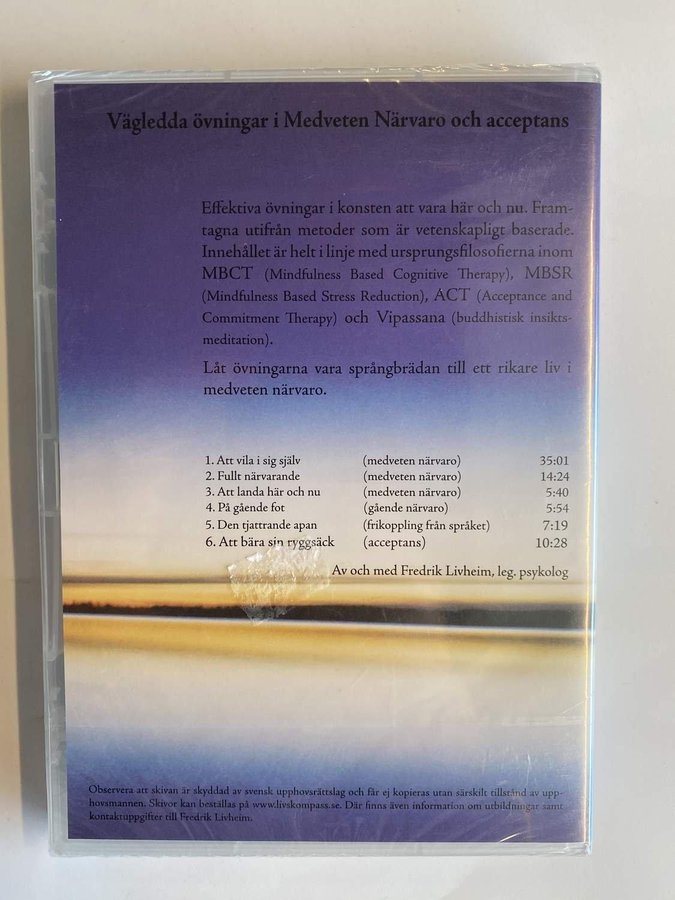 Vägledda övningar i Medveten Närvaro och acceptans
Effektiva övningar i konsten att vara här och nu. Fram-
tagna utifrån metoder som är vetenskapligt baserade.
Innehållet är helt i linje med ursprungsfilosofierna inom
MBCT (Mindfulness Based Cognitive Therapy), MBSR
(Mindfulness Based Stress Reduction), ACT (Acceptance and
Commitment Therapy) och Vipassana (buddhistisk insikts-
meditation).
Låt övningarna vara språngbrädan till ett rikare liv i
medveten närvaro.
1. Att vila i sig själv (medveten närvaro) 35:01
2. Fullt närvarande (medveten närvaro) 14:24
3. Att landa här och nu (medveten närvaro) 5:40
4. På gående fot (gående närvaro) 5:54
5. Den tjattrande apan (frikoppling från språket) 7:19
6. Att bära sin ryggsäck (acceptans) 10:28
Av och med Fredrik Livheim, leg. psykolog
Observera att skivan är skyddad av svensk upphovsrättslag och får ej kopieras utan särskilt tillstånd av upp-
hovsmannen. Skivor kan beställas på www.livskompass.se. Där finns även information om utbildningar samt
kontaktuppgifter till Fredrik Livheim.